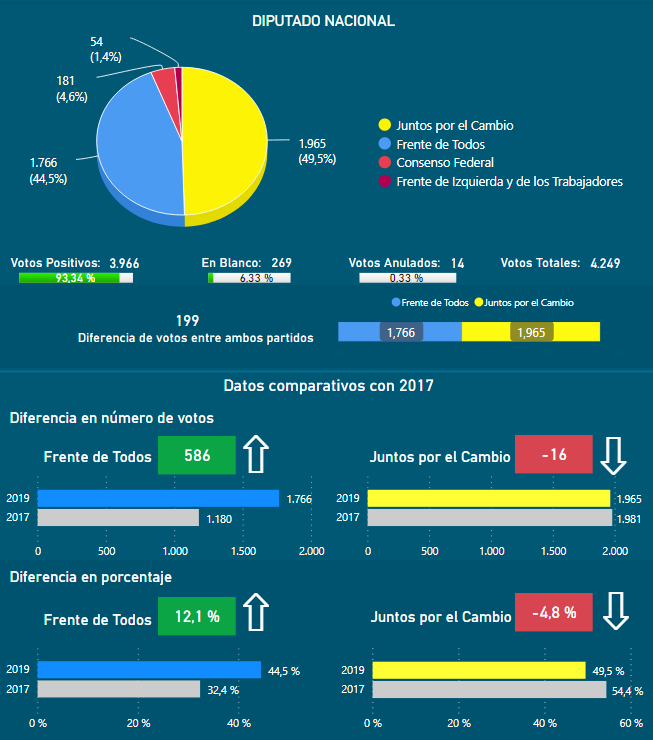 DIPUTADO NACIONAL
54
(1,4%)
181
(4,6%)
1.766
(44,5%)
1.965
(49,5%)
Juntos por el Cambio
Frente de Todos
Consenso Federal
Frente de Izquierda y de los Trabajadores
Votos Positivos: 3.966
93,34 %
En Blanco: 269
6,33 %
Votos Anulados: 14
0,33 %
Votos Totales: 4.249
Frente de Todos Juntos por el Cambio
199
Diferencia de votos entre ambos partidos
1,766 1,965
Datos comparativos con 2017
Diferencia en número de votos
Frente de Todos 586
Juntos por el Cambio -16
2019 1.766
2017 1.180
0 500 1.000 1.500 2.000
2019 1.965
2017 1.981
0 500 1.000 1.500 2.000
Diferencia en porcentaje
Frente de Todos 12,1 %
Juntos por el Cambio -4,8 %
2019 44,5 %
2017 32,4 %
0 % 20 % 40 %
2019 49,5 %
2017 54,4 %
0 % 20 % 40 % 60 %